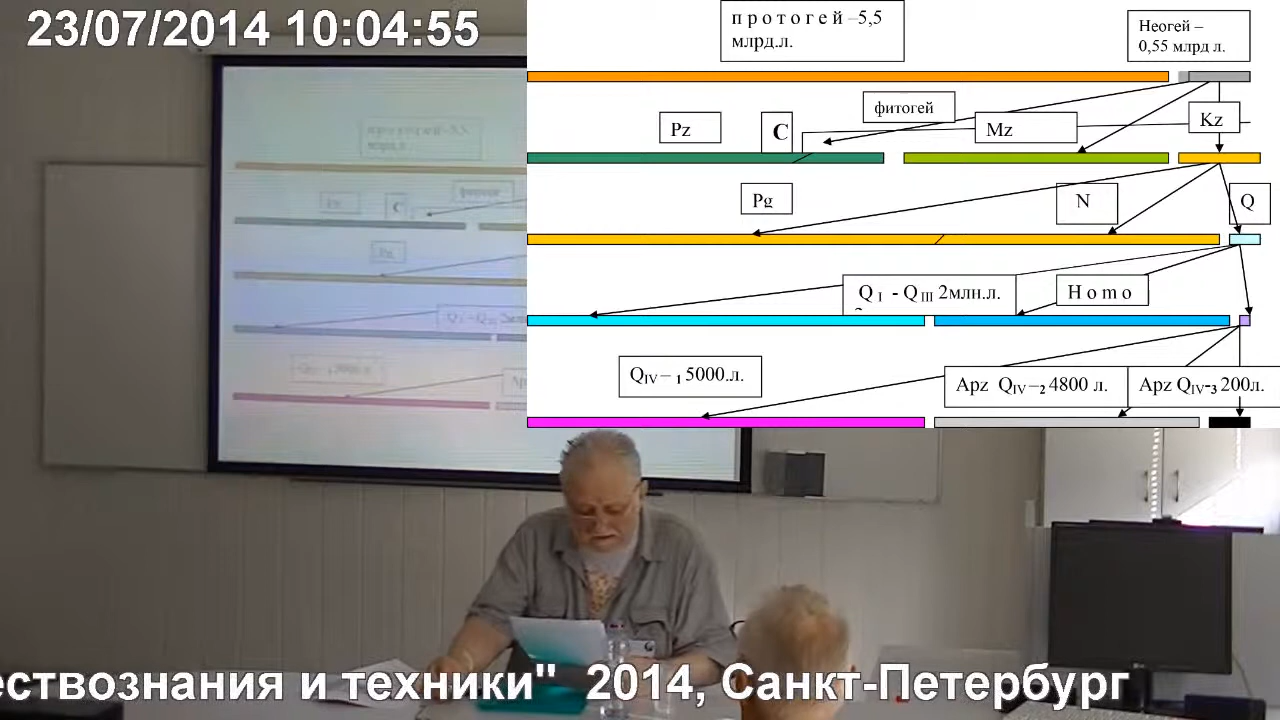 23/07/2014 10:04:55
п р о т о г е й –5,5
млрд.л.
Неогей –
0,55 млрд л.
фитогей
Pz
C
Mz
Kz
Pg
N
Q
Q I - Q III 2млн.л.
H o m o
QIV – 1 5000.л.
Apz QIV–2 4800 л.
Apz QIV-3 200л.
ествознания и техники" 2014, Санкт-Петербург